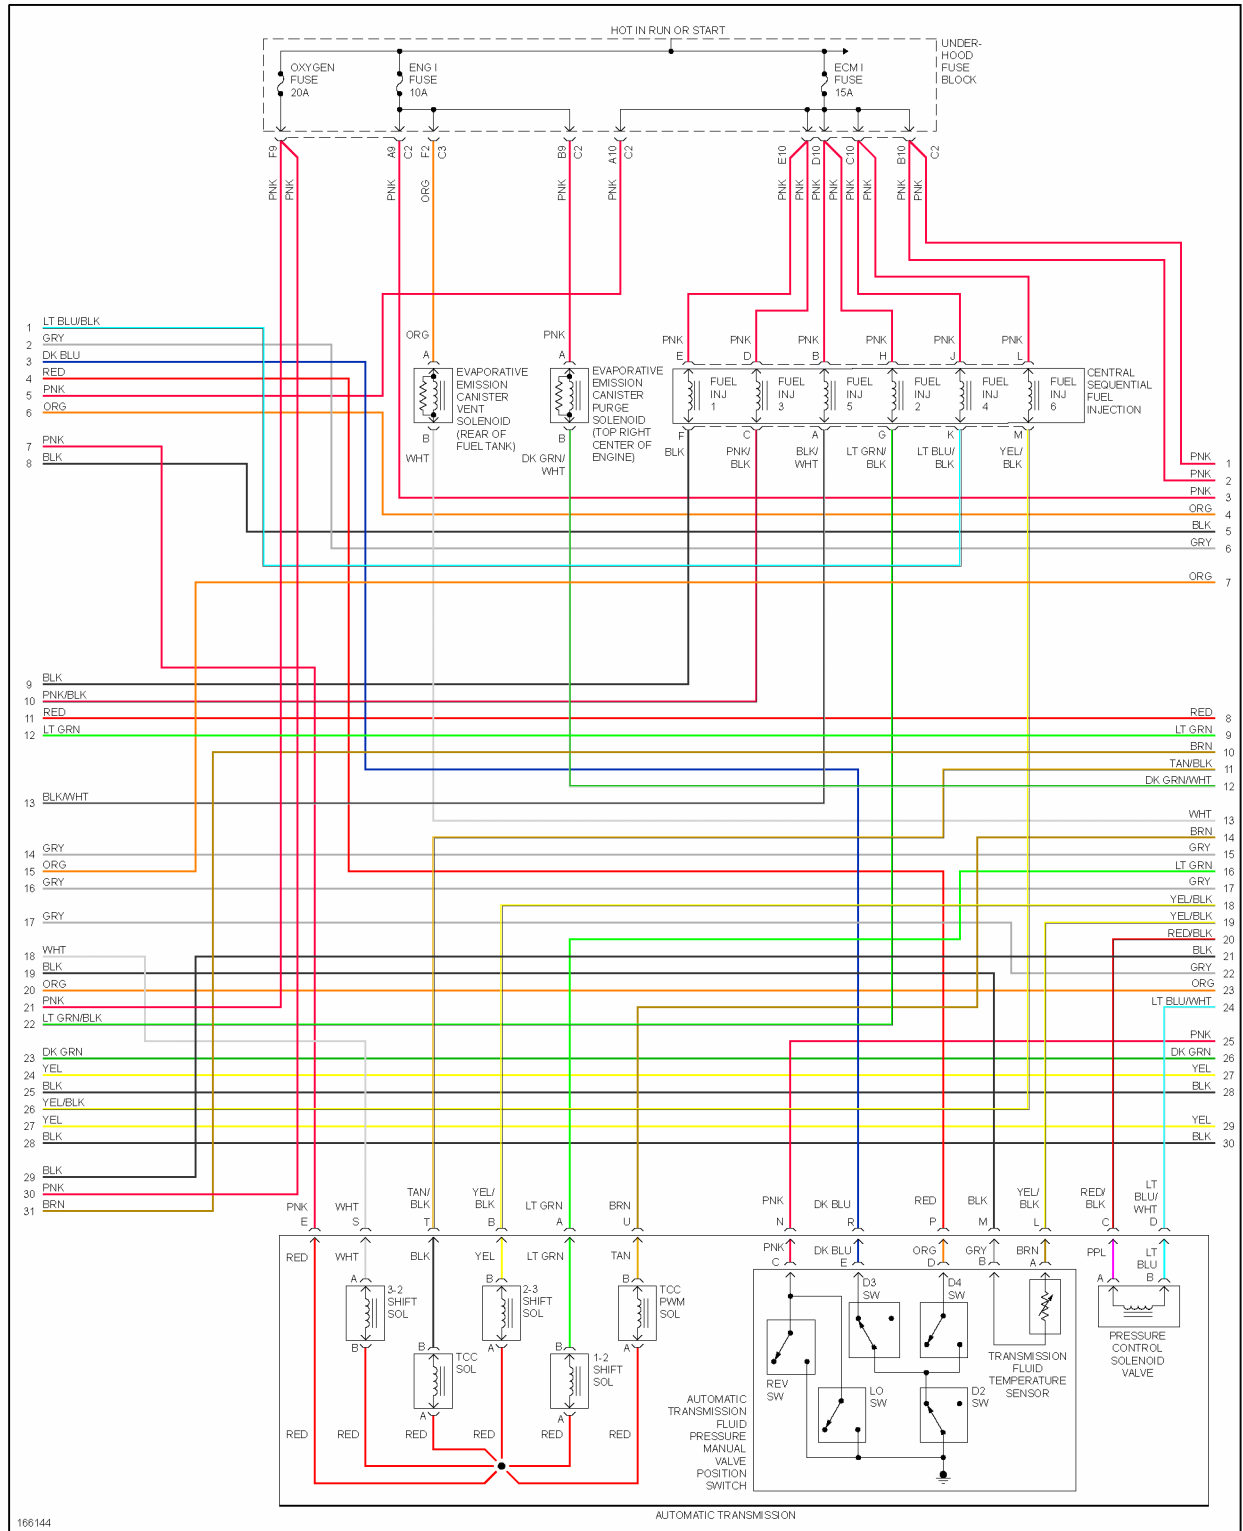 HOT IN RUN OR START
OXYGEN
FUSE
20A
ENG I
FUSE
10A
ECM I
FUSE
15A
UNDER-
HOOD
FUSE
BLOCK
F9
A9
C2
F2
C3
B9
C2
A10
C2
E10
D10
C10
B10
C2
PNK
PNK
PNK
ORG
PNK
PNK
PNK
PNK
PNK
PNK
PNK
PNK
PNK
PNK
1 LT BLU/BLK
2 GRY
3 DK BLU
4 RED
5 PNK
6 ORG
7 PNK
8 BLK
ORG
A
EVAPORATIVE
EMISSION
CANISTER
VENT
SOLENOID
(REAR OF
FUEL TANK)
B
WHT
PNK
A
EVAPORATIVE
EMISSION
CANISTER
PURGE
SOLENOID
(TOP RIGHT
CENTER OF
ENGINE)
B
DK GRN/
WHT
PNK PNK PNK PNK PNK PNK
E D B H J L
FUEL
INJ
1
FUEL
INJ
3
FUEL
INJ
5
FUEL
INJ
2
FUEL
INJ
4
FUEL
INJ
6
CENTRAL
SEQUENTIAL
FUEL
INJECTION
F C A G K M
BLK
PNK/
BLK
BLK/
WHT
LT GRN/
BLK
LT BLU/
BLK
YEL/
BLK
PNK 1
PNK 2
PNK 3
ORG 4
BLK 5
GRY 6
ORG 7
9 BLK
10 PNK/BLK
11 RED
12 LT GRN
13 BLK/WHT
14 GRY
15 ORG
16 GRY
17 GRY
18 WHT
19 BLK
20 ORG
21 PNK
22 LT GRN/BLK
23 DK GRN
24 YEL
25 BLK
26 YEL/BLK
27 YEL
28 BLK
29 BLK
30 PNK
31 BRN
RED 8
LT GRN 9
BRN 10
TAN/BLK 11
DK GRN/WHT 12
WHT 13
BRN 14
GRY 15
LT GRN 16
GRY 17
YEL/BLK 18
YEL/BLK 19
RED/BLK 20
BLK 21
GRY 22
ORG 23
LT BLU/WHT 24
PNK 25
DK GRN 26
YEL 27
BLK 28
YEL 29
BLK 30
PNK
E
WHT
S
TAN/
BLK
T
YEL/
BLK
B
LT GRN
A
BRN
U
PNK
N
DK BLU
R
RED
P
BLK
M
YEL/
BLK
L
RED/
BLK
C
LT
BLU/
WHT
D
RED
WHT
BLK
YEL
LT GRN
TAN
PNK
C
DK BLU
E
ORG
D
GRY
B
BRN
A
PPL
A
LT
BLU
B
A
3-2
SHIFT
SOL
B
B
TCC
SOL
A
B
2-3
SHIFT
SOL
A
B
1-2
SHIFT
SOL
A
B
TCC
PWM
SOL
A
RED RED RED RED RED RED
D3
SW
D4
SW
REV
SW
LO
SW
D2
SW
TRANSMISSION
FLUID
TEMPERATURE
SENSOR
PRESSURE
CONTROL
SOLENOID
VALVE
AUTOMATIC
TRANSMISSION
FLUID
PRESSURE
MANUAL
VALVE
POSITION
SWITCH
AUTOMATIC TRANSMISSION
166144